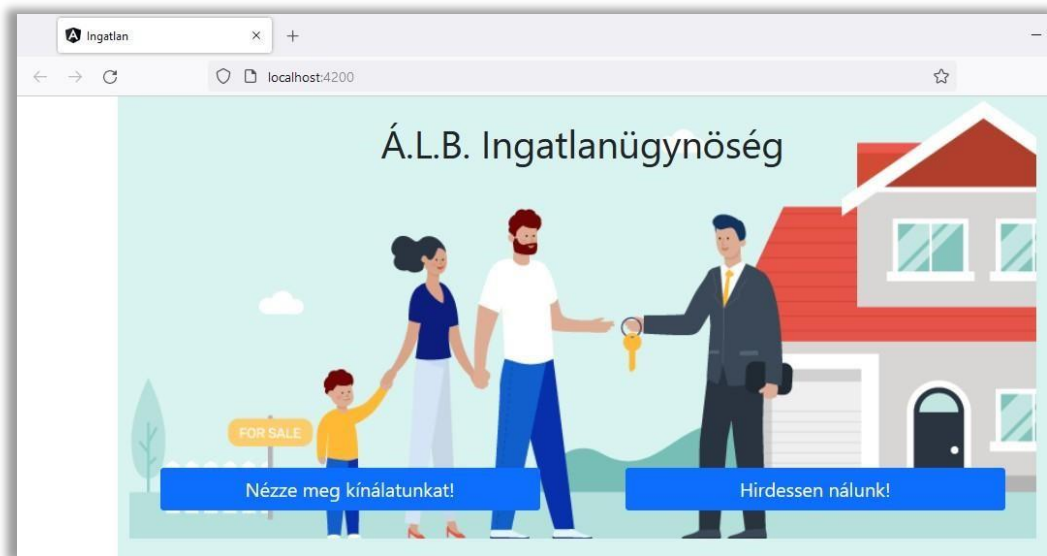 Ingatlan
localhost:4200
Á.L.B. Ingatlanügynöség
FOR SALE
Nézze meg kínálatunkat!
Hirdessen nálunk!